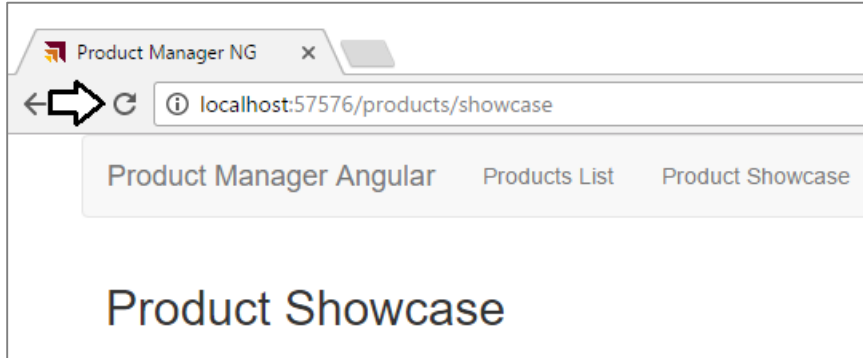 Product Manager NG
localhost:57576/products/showcase
Product Manager Angular Products List Product Showcase
Product Showcase